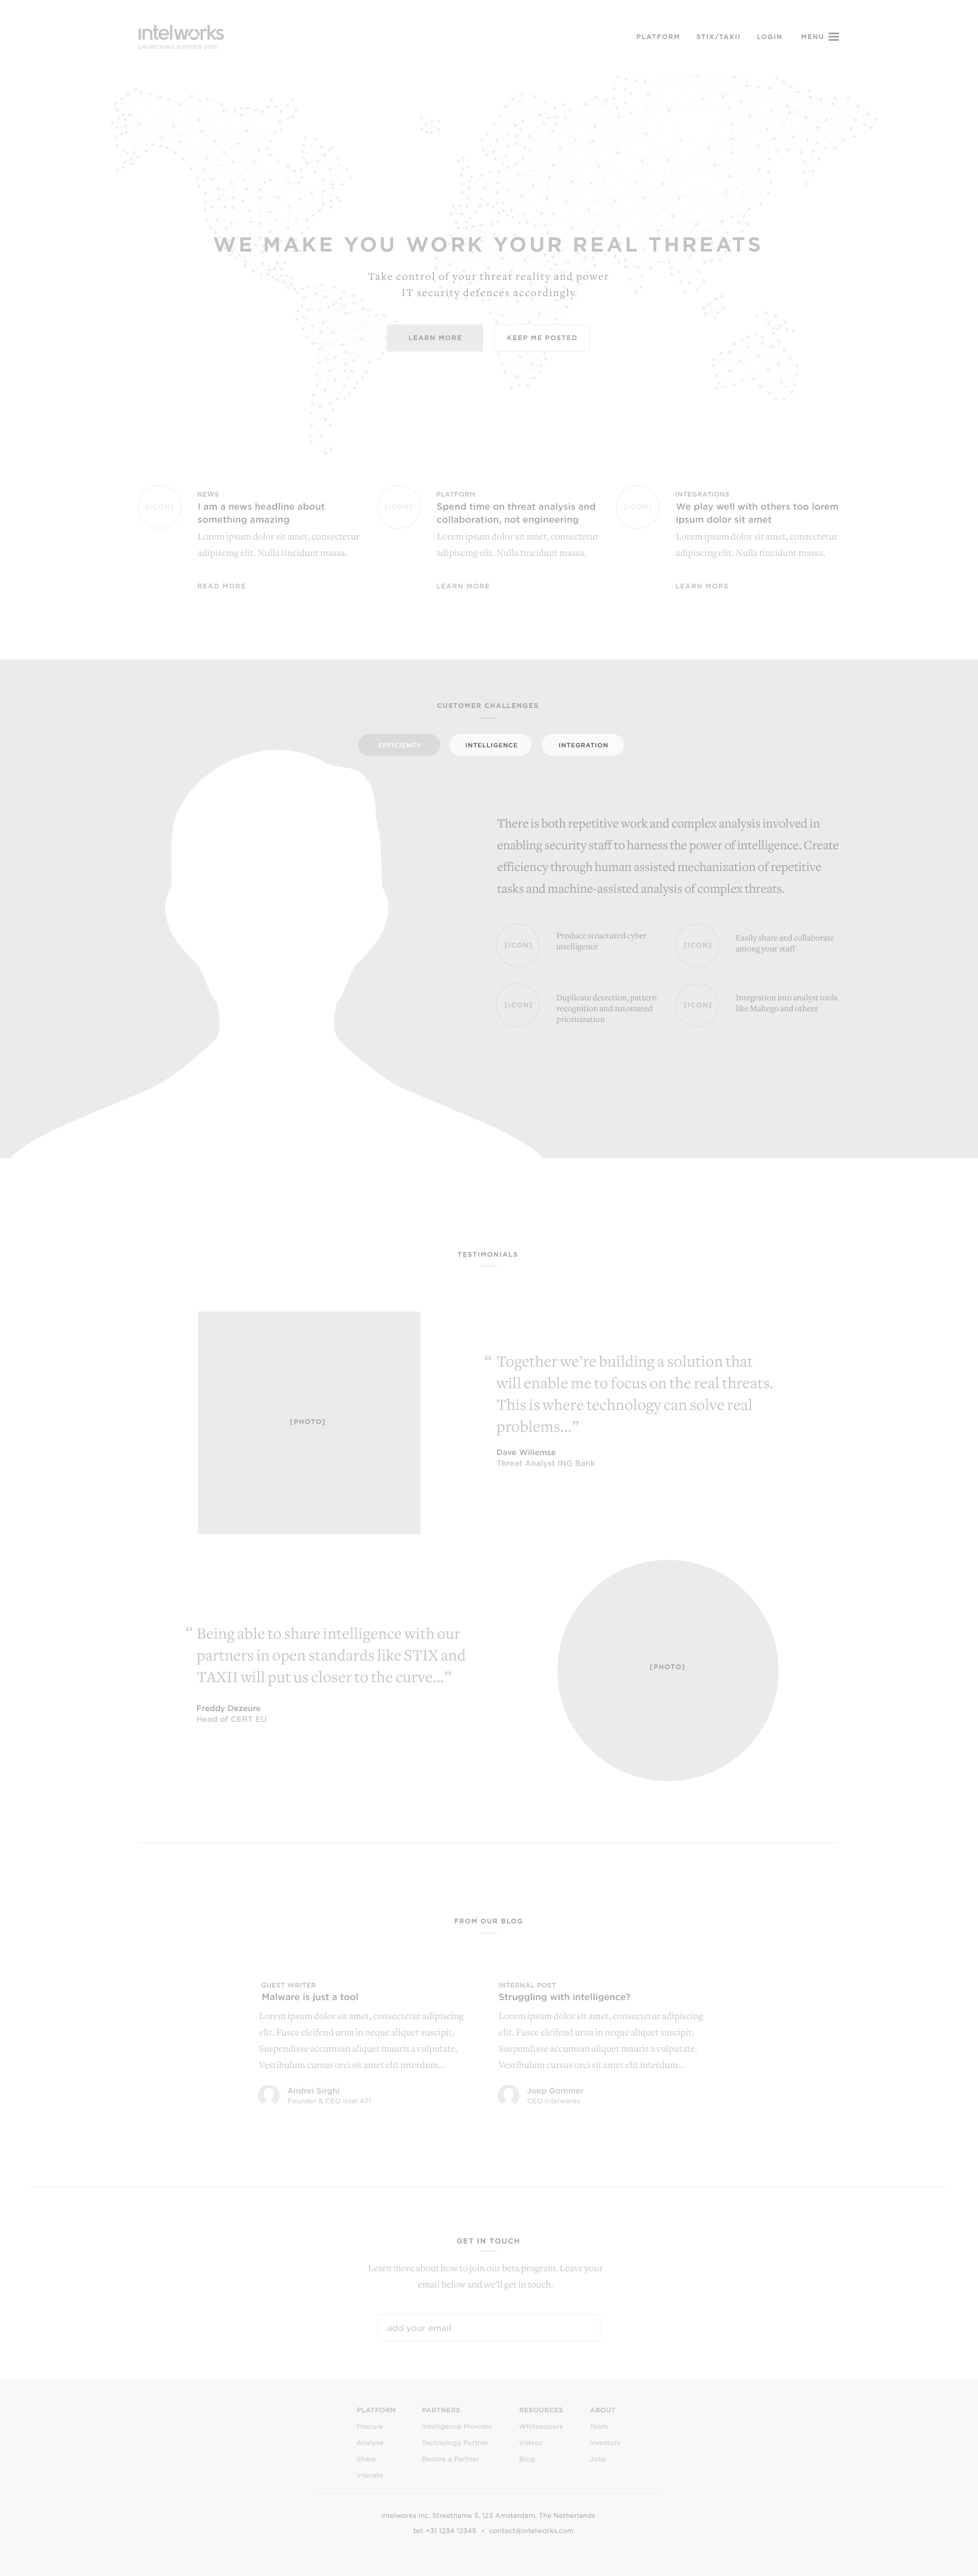 intelworks
LAUNCHING SUMMER 2015
PLATFORM STIX/TAXII LOGIN MENU
WE MAKE YOU WORK YOUR REAL THREATS
Take control of your threat reality and power
IT security defences accordingly.
LEARN MORE KEEP ME POSTED
[ICON]
NEWS
I am a news headline about
something amazing
Lorem ipsum dolor sit amet, consectetur
adipiscing elit. Nulla tincidunt massa.
READ MORE
[ICON]
PLATFORM
Spend time on threat analysis and
collaboration, not engineering
Lorem ipsum dolor sit amet, consectetur
adipiscing elit. Nulla tincidunt massa.
LEARN MORE
[ICON]
INTEGRATIONS
We play well with others too lorem
ipsum dolor sit amet
Lorem ipsum dolor sit amet, consectetur
adipiscing elit. Nulla tincidunt massa.
LEARN MORE
CUSTOMER CHALLENGES
EFFICIENCY INTELLIGENCE INTEGRATION
There is both repetitive work and complex analysis involved in
enabling security staff to harness the power of intelligence. Create
efficiency through human assisted mechanization of repetitive
tasks and machine-assisted analysis of complex threats.
[ICON]
Produce structured cyber
intelligence
[ICON]
Easily share and collaborate
among your staff
[ICON]
Duplicate detection, pattern
recognition and automated
prioritization
[ICON]
Integration into analyst tools
like Maltego and others
TESTIMONIALS
[PHOTO]
“ Together we’re building a solution that
will enable me to focus on the real threats.
This is where technology can solve real
problems...”
Dave Willemse
Threat Analyst ING Bank
“ Being able to share intelligence with our
partners in open standards like STIX and
TAXII will put us closer to the curve...”
Freddy Dezeure
Head of CERT EU
[PHOTO]
FROM OUR BLOG
GUEST WRITER
Malware is just a tool
Lorem ipsum dolor sit amet, consectetur adipiscing
elit. Fusce eleifend urna in neque aliquet suscipit.
Suspendisse accumsan aliquet mauris a vulputate.
Vestibulum cursus orci sit amet elit interdum...
Andrei Sirghi
Founder & CEO Intel 471
INTERNAL POST
Struggling with intelligence?
Lorem ipsum dolor sit amet, consectetur adipiscing
elit. Fusce eleifend urna in neque aliquet suscipit.
Suspendisse accumsan aliquet mauris a vulputate.
Vestibulum cursus orci sit amet elit interdum...
Joep Gommer
CEO Intelworks
GET IN TOUCH
Learn more about how to join our beta program. Leave your
email below and we’ll get in touch.
add your email
PLATFORM
Procure
Analyse
Share
Interate
PARTNERS
Intelligence Provider
Technology Partner
Becore a Partner
RESOURCES
Whitepapers
Videos
Blog
ABOUT
Team
Investors
Jobs
Intelworks Inc. Streetname 3, 123 Amsterdam, The Netherlands
tel: +31 1234 12345 • contact@intelworks.com